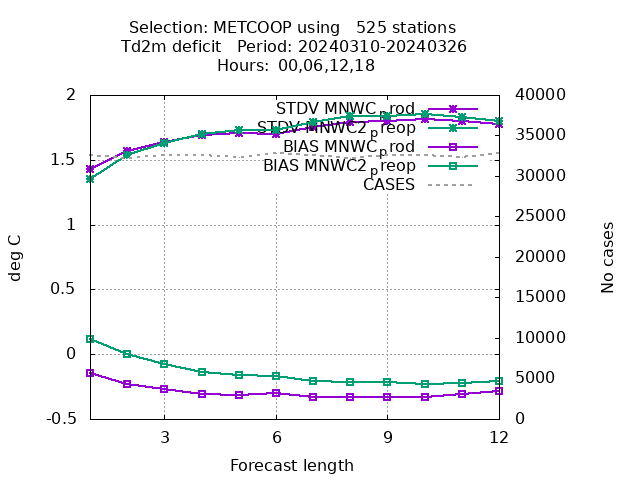 Selection: METCOOP using   525 stations
Td2m deficit   Period: 20240310-20240326
Hours:  00,06,12,18
STDV MNWC_prod
STDV MNWC2_preop
BIAS MNWC_prod
BIAS MNWC2_preop
CASES
2
1.5
1
0.5
0
-0.5
40000
35000
30000
25000
20000
15000
10000
5000
0
deg C
No cases
3 6 9 12
Forecast length